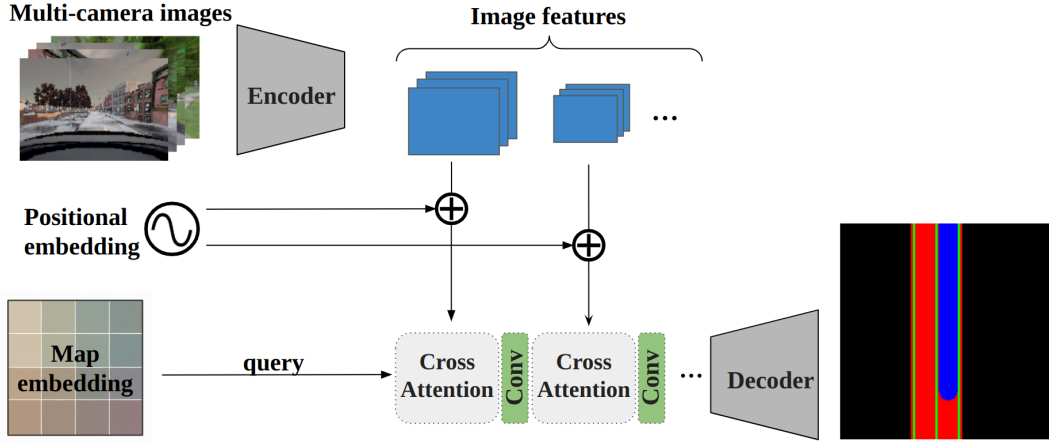 Multi-camera images
Image features
Encoder
...
Positional
embedding
Map
embedding
query
Cross
Attention
Conv
Cross
Attention
Conv
...
Decoder